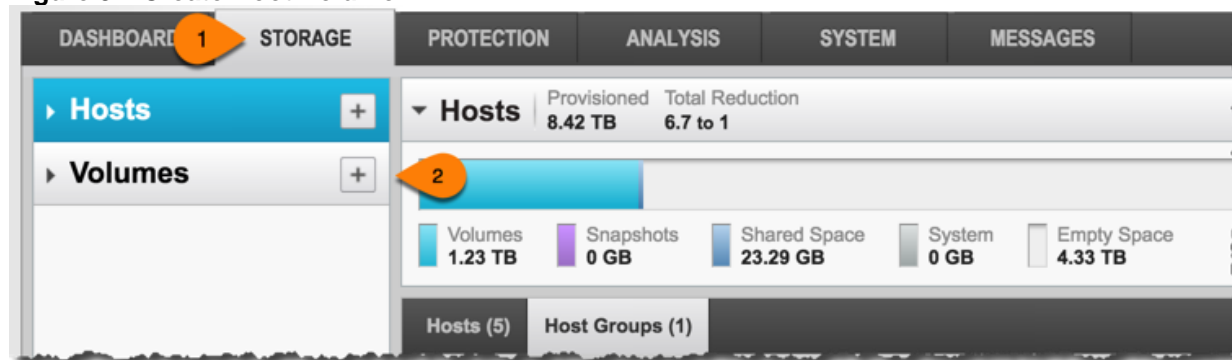 DASHBOARD 1 STORAGE PROTECTION ANALYSIS SYSTEM MESSAGES
Hosts +
Hosts Provisioned Total Reduction
8.42 TB 6.7 to 1
Volumes + 2
Volumes Snapshots Shared Space System Empty Space
1.23 TB 0 GB 23.29 GB 0 GB 4.33 TB
Hosts (5) Host Groups (1)